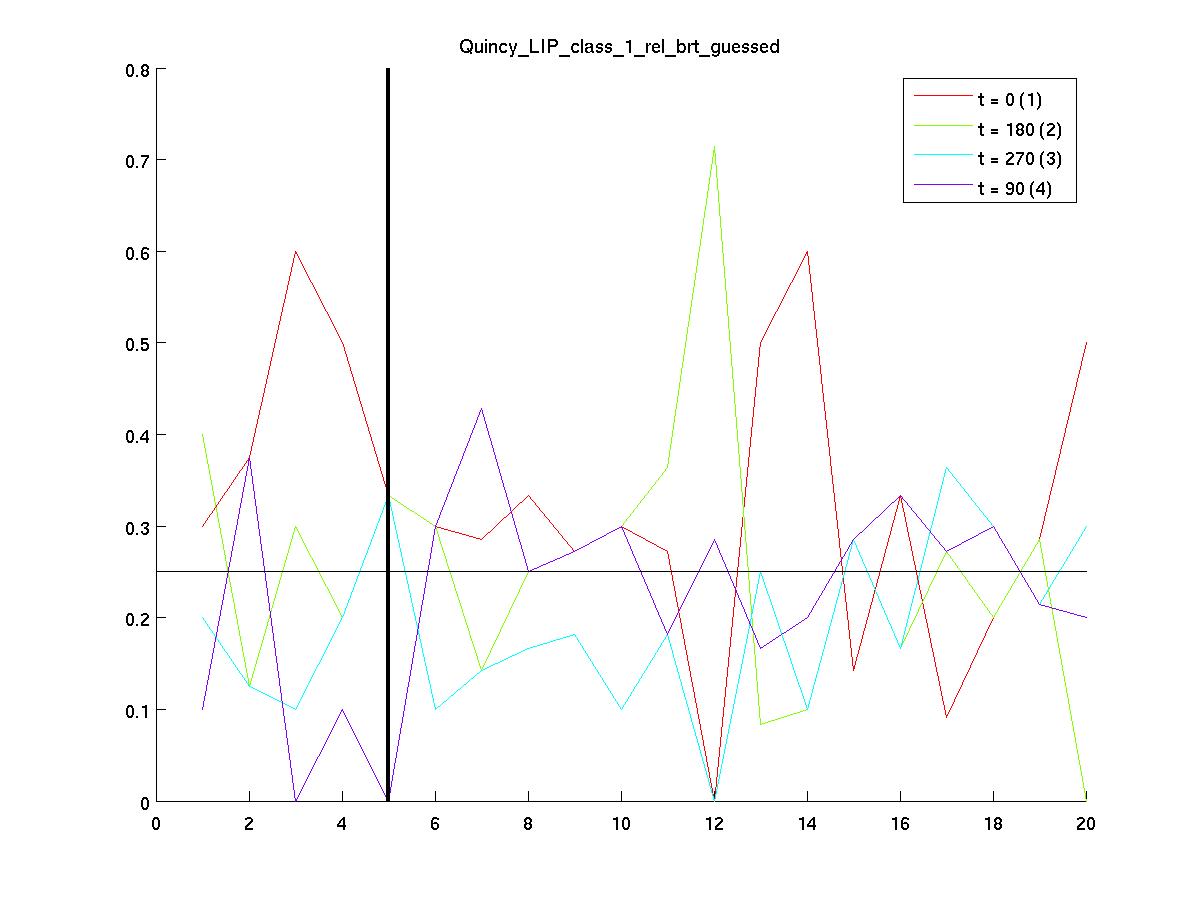 Quincy_LIP_class_1_rel_brt_guessed
0.8
0.7
0.6
0.5
0.4
0.3
0.2
0.1
0
0 2 4 6 8 10 12 14 16 18 20
t = 0 (1)
t = 180 (2)
t = 270 (3)
t = 90 (4)